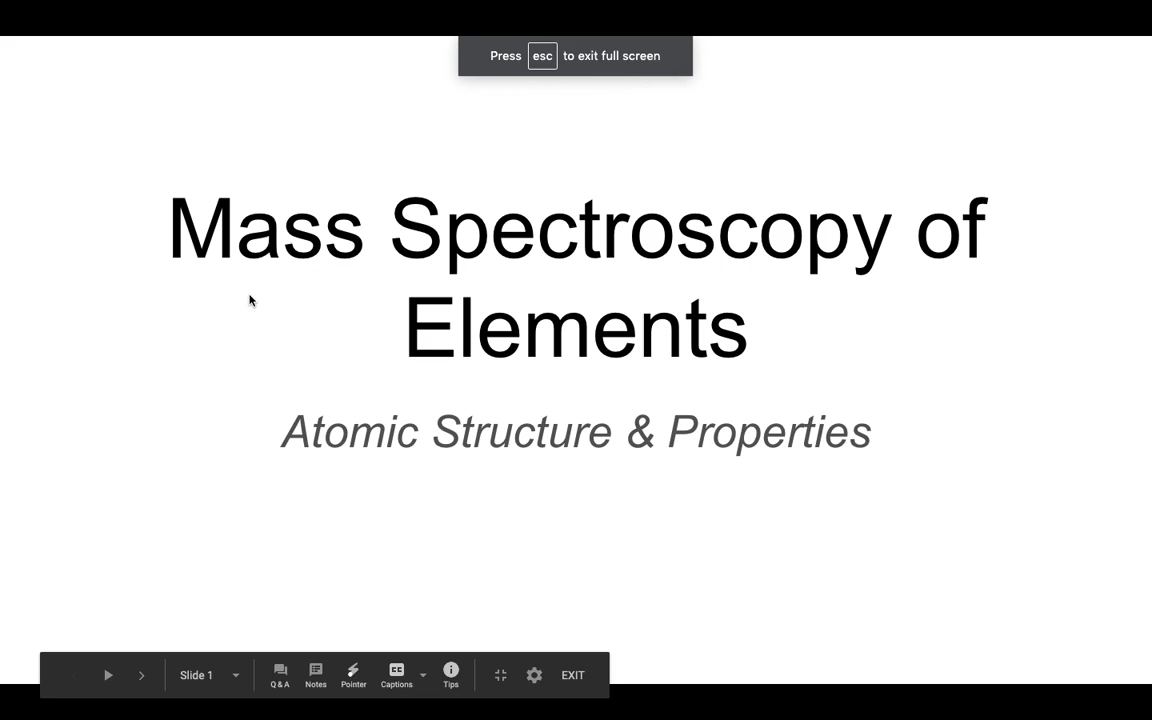 Press esc to exit full screen
Mass Spectroscopy of
Elements
Atomic Structure & Properties
Slide 1
Q & A Notes Pointer CC Captions Tips EXIT